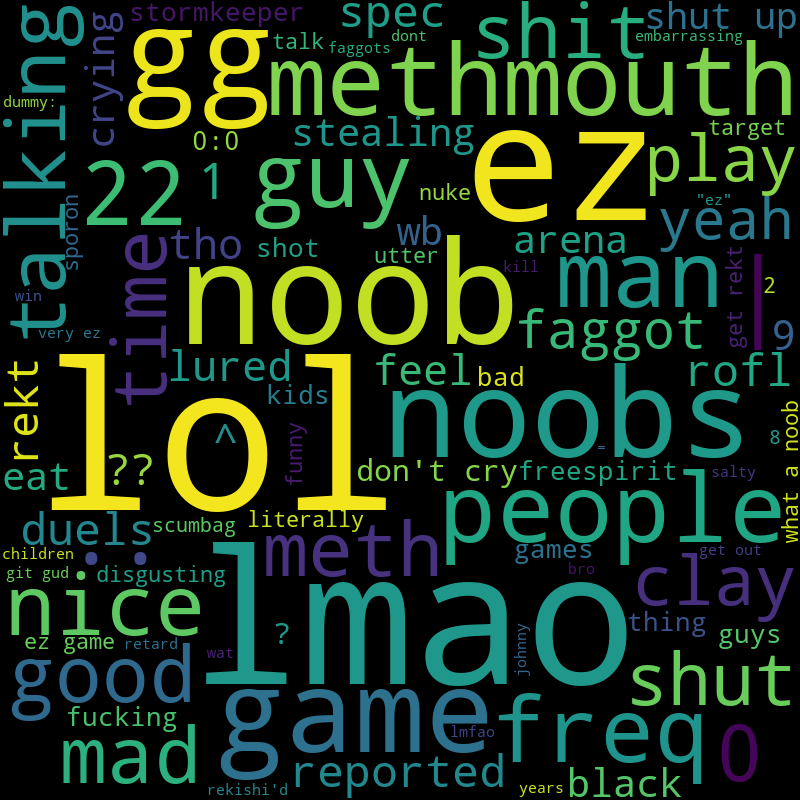 stormkeeper
spec
shit
shut up
embarrassing
talking
crying
gg
talk
faggots
dont
methmouth
dummy:
0:0
stealing
ez
target
22
1
guy
nuke
play
"ez"
sporon
time
tho
shot
wb
utter
arena
yeah
win
very ez
noob
kill
man
get rekt
|
2
9
faggot
rekt
lured
kids
feel
bad
rofl
lol
^
noobs
=
8
what a noob
eat
??
funny
don't cry
freespirit
salty
duels
scumbag
literally
people
children
..
meth
games
get out
git gud
:
disgusting
bro
clay
nice
lmao
ez game
retard
wat
?
johnny
thing
guys
good
game
shut
fucking
lmfao
freq
0
mad
rekishi'd
reported
years
black